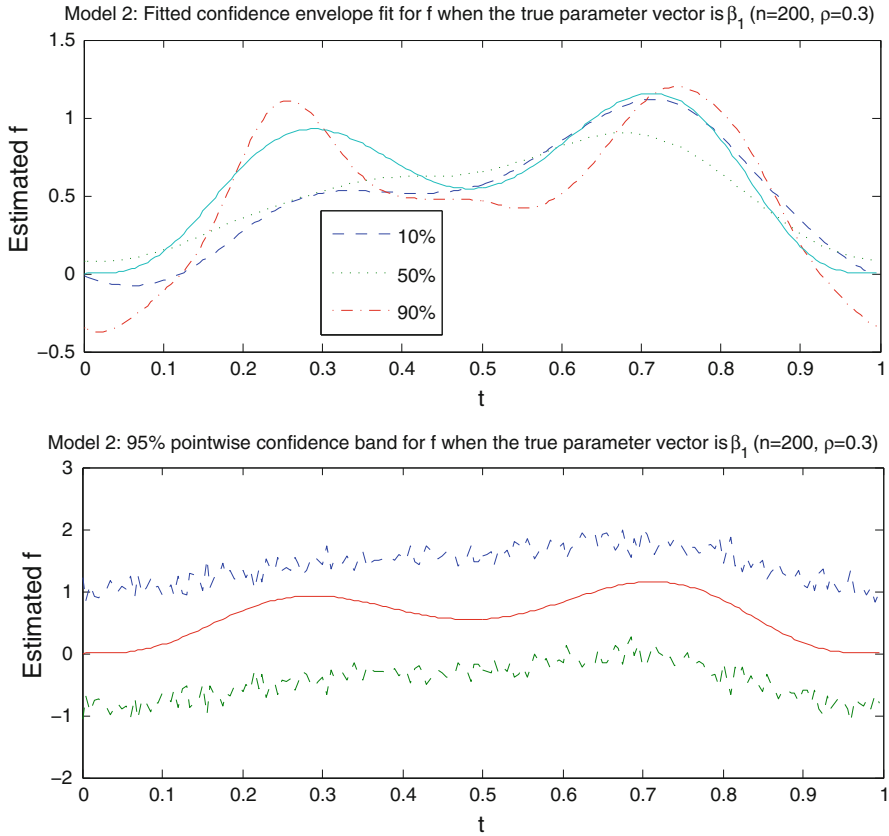 Model 2: Fitted confidence envelope fit for f when the true parameter vector is β₁ (n=200, ρ=0.3)
1.5
1
0.5
0
−0.5
Estimated f
10%
50%
90%
0 0.1 0.2 0.3 0.4 0.5 0.6 0.7 0.8 0.9 1
t
Model 2: 95% pointwise confidence band for f when the true parameter vector is β₁ (n=200, ρ=0.3)
3
2
1
0
−1
−2
Estimated f
0 0.1 0.2 0.3 0.4 0.5 0.6 0.7 0.8 0.9 1
t